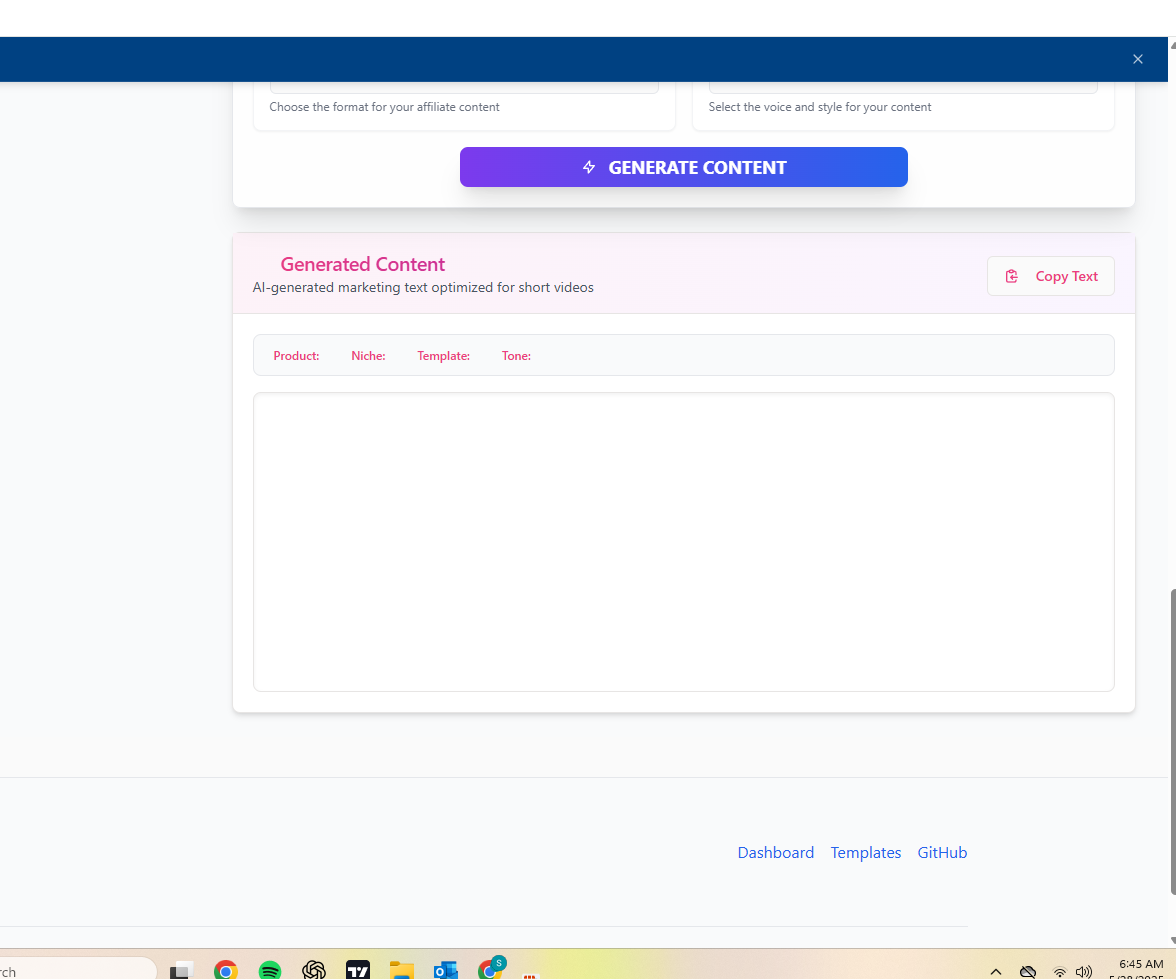 Choose the format for your affiliate content
Select the voice and style for your content
GENERATE CONTENT
Generated Content
AI-generated marketing text optimized for short videos
Copy Text
Product: Niche: Template: Tone:
Dashboard Templates GitHub
S
6:45 AM